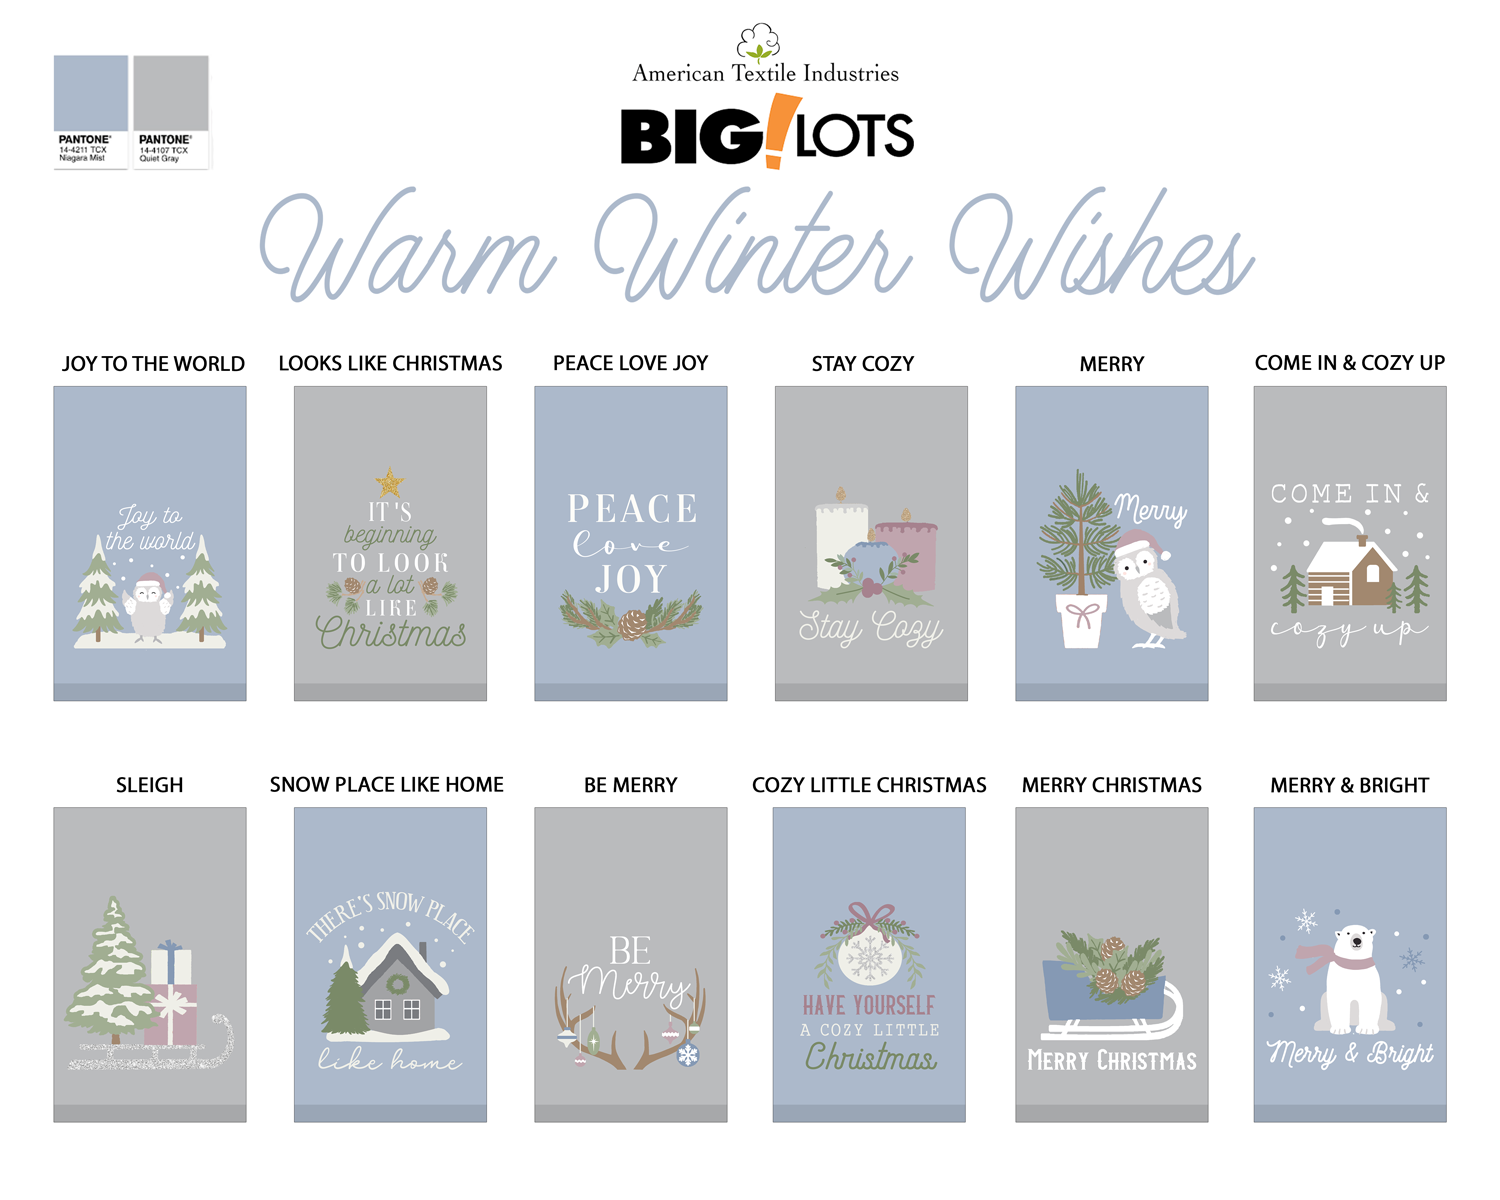 American Textile Industries
BIG! LOTS
PANTONE®
14-4211 TCX
Niagara Mist
PANTONE®
14-4107 TCX
Quiet Gray
Warm Winter Wishes
JOY TO THE WORLD
Joy to
the world
LOOKS LIKE CHRISTMAS
IT'S
beginning
TO LOOK
a lot
LIKE
Christmas
PEACE LOVE JOY
PEACE
love
JOY
STAY COZY
Stay Cozy
MERRY
Merry
COME IN & COZY UP
COME IN &
cozy up
SLEIGH
SNOW PLACE LIKE HOME
THERE'S SNOW PLACE
like home
BE MERRY
BE
Merry
COZY LITTLE CHRISTMAS
HAVE YOURSELF
A COZY LITTLE
Christmas
MERRY CHRISTMAS
MERRY CHRISTMAS
MERRY & BRIGHT
Merry & Bright